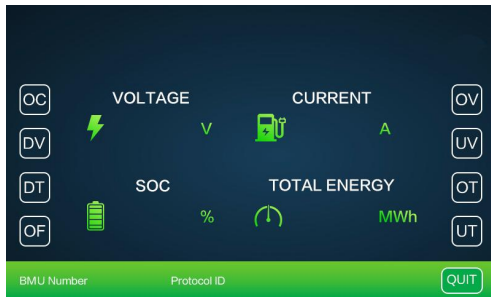 OC
VOLTAGE
CURRENT
OV
V
A
DV
UV
DT
SOC
TOTAL ENERGY
OT
%
MWh
OF
UT
BMU Number
Protocol ID
QUIT